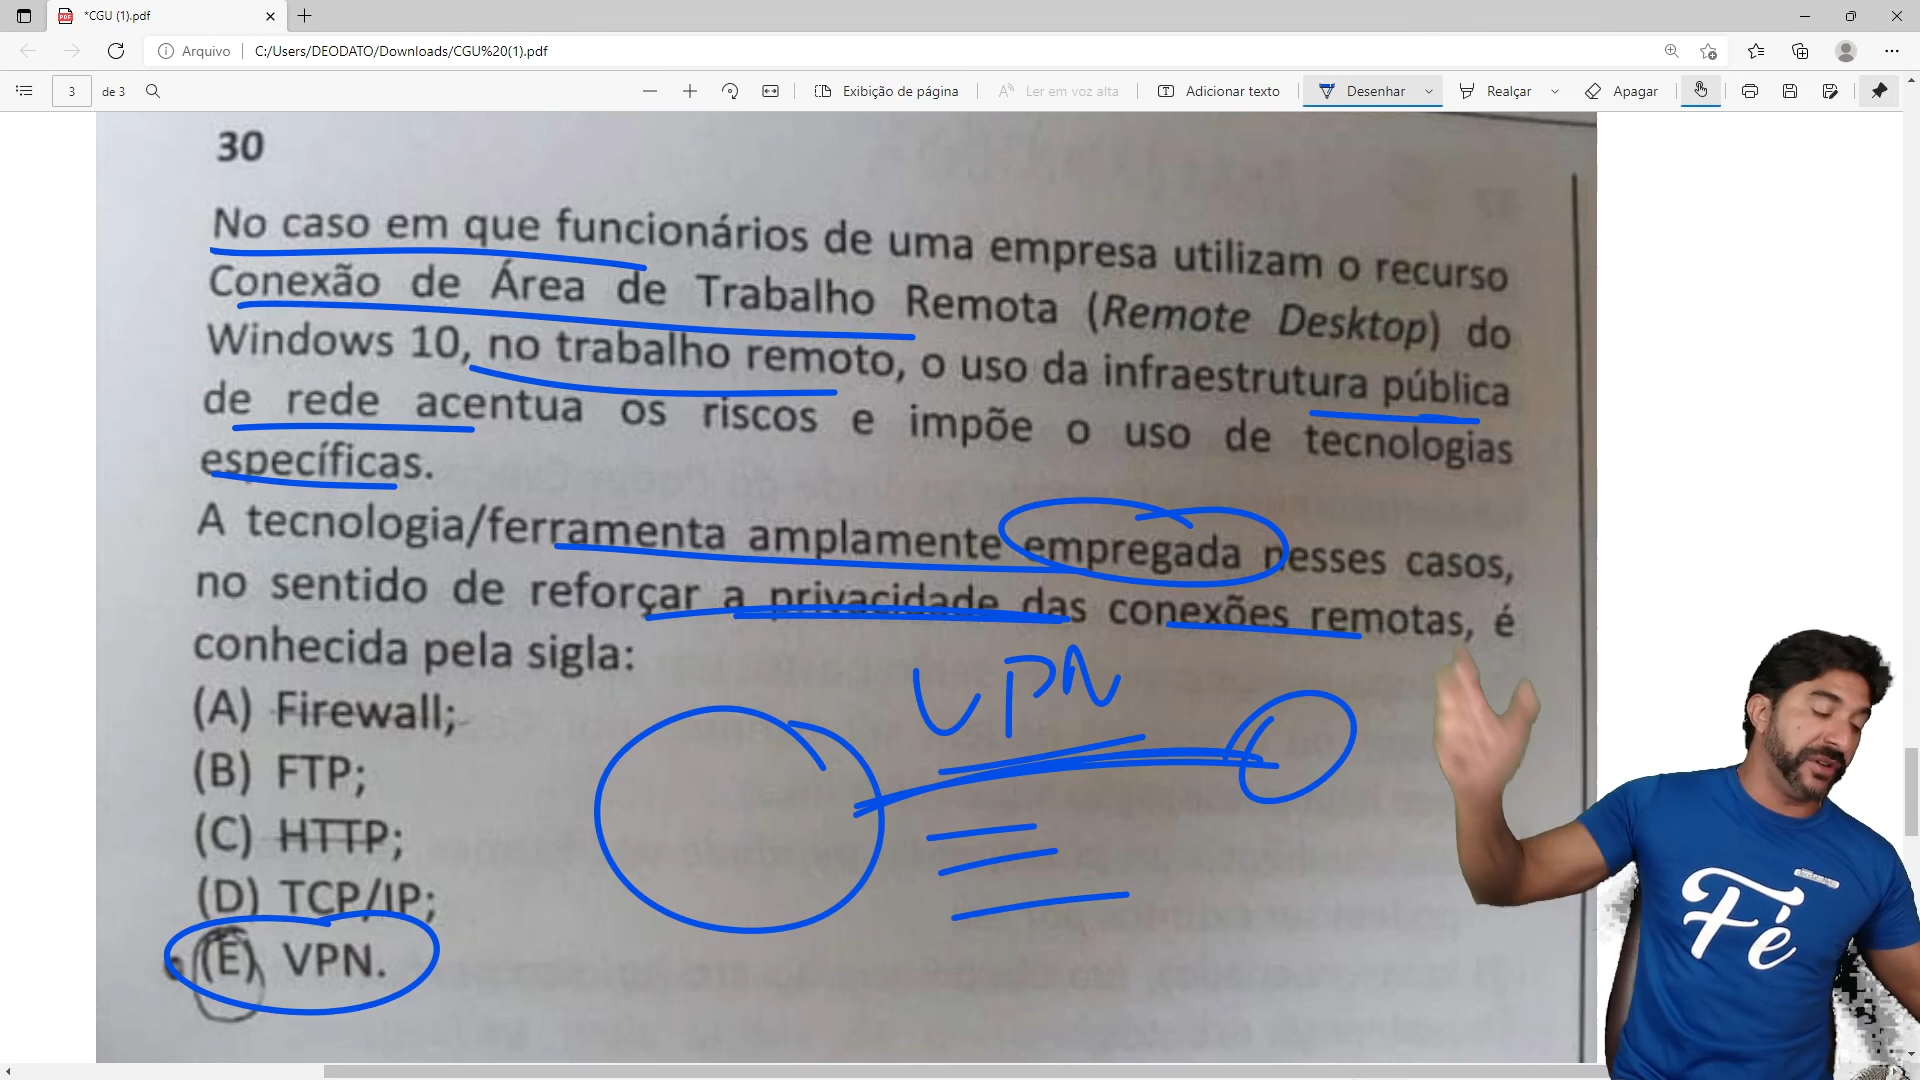 *CGU (1).pdf
Arquivo
C:/Users/DEODATO/Downloads/CGU%20(1).pdf
3
de 3
Exibição de página
Ler em voz alta
Adicionar texto
Desenhar
Realçar
Apagar
30
No caso em que funcionários de uma empresa utilizam o recurso
Conexão de Área de Trabalho Remota (Remote Desktop) do
Windows 10, no trabalho remoto, o uso da infraestrutura pública
de rede acentua os riscos e impõe o uso de tecnologias
específicas.
A tecnologia/ferramenta amplamente empregada nesses casos,
no sentido de reforçar a privacidade das conexões remotas, é
conhecida pela sigla:
VPN
(A) Firewall;
(B) FTP;
(C) HTTP;
(D) TCP/IP;
(E) VPN.
Fé